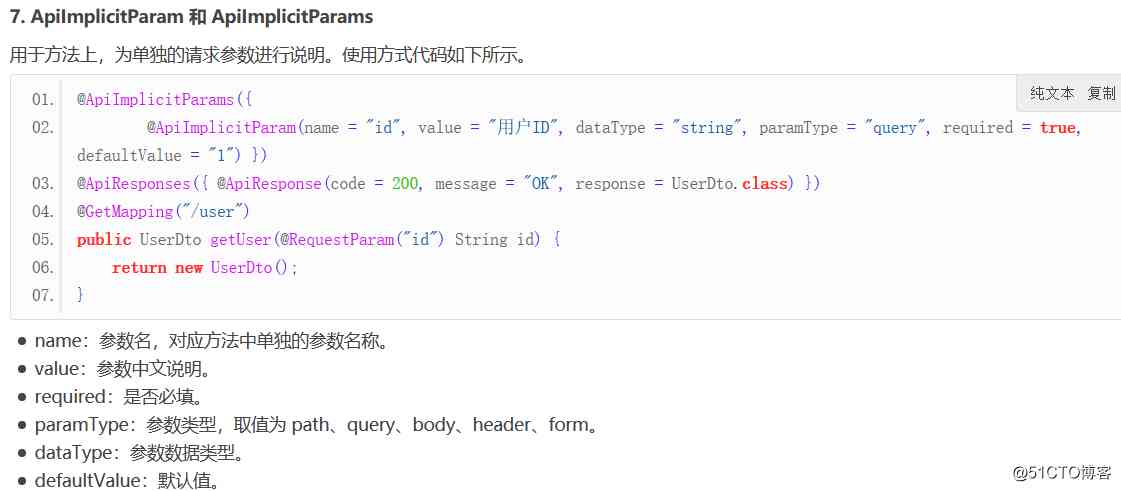 7. ApiImplicitParam 和 ApiImplicitParams
用于方法上，为单独的请求参数进行说明。使用方式代码如下所示。
纯文本 复制
01. @ApiImplicitParams({
02. @ApiImplicitParam(name = "id", value = "用户ID", dataType = "string", paramType = "query", required = true,
defaultValue = "1") })
03. @ApiResponses({ @ApiResponse(code = 200, message = "OK", response = UserDto.class) })
04. @GetMapping("/user")
05. public UserDto getUser(@RequestParam("id") String id) {
06. return new UserDto();
07. }
● name：参数名，对应方法中单独的参数名称。
● value：参数中文说明。
● required：是否必填。
● paramType：参数类型，取值为 path、query、body、header、form。
● dataType：参数数据类型。
● defaultValue：默认值。
@51CTO博客